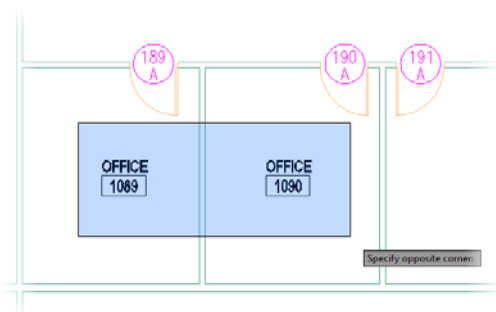 189
A
190
A
191
A
OFFICE
1089
OFFICE
1090
Specify opposite corner: